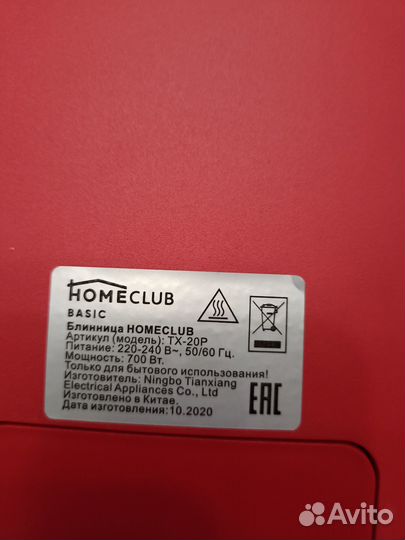 HOMECLUB
BASIC
Блинница HOMECLUB
Артикул (модель): TX-20P
Питание: 220-240 В~, 50/60 Гц.
Мощность: 700 Вт.
Только для бытового использования!
Изготовитель: Ningbo Tianxiang
Electrical Appliances Co., Ltd
Изготовлено в Китае.
Дата изготовления:10.2020
EAC
Avito